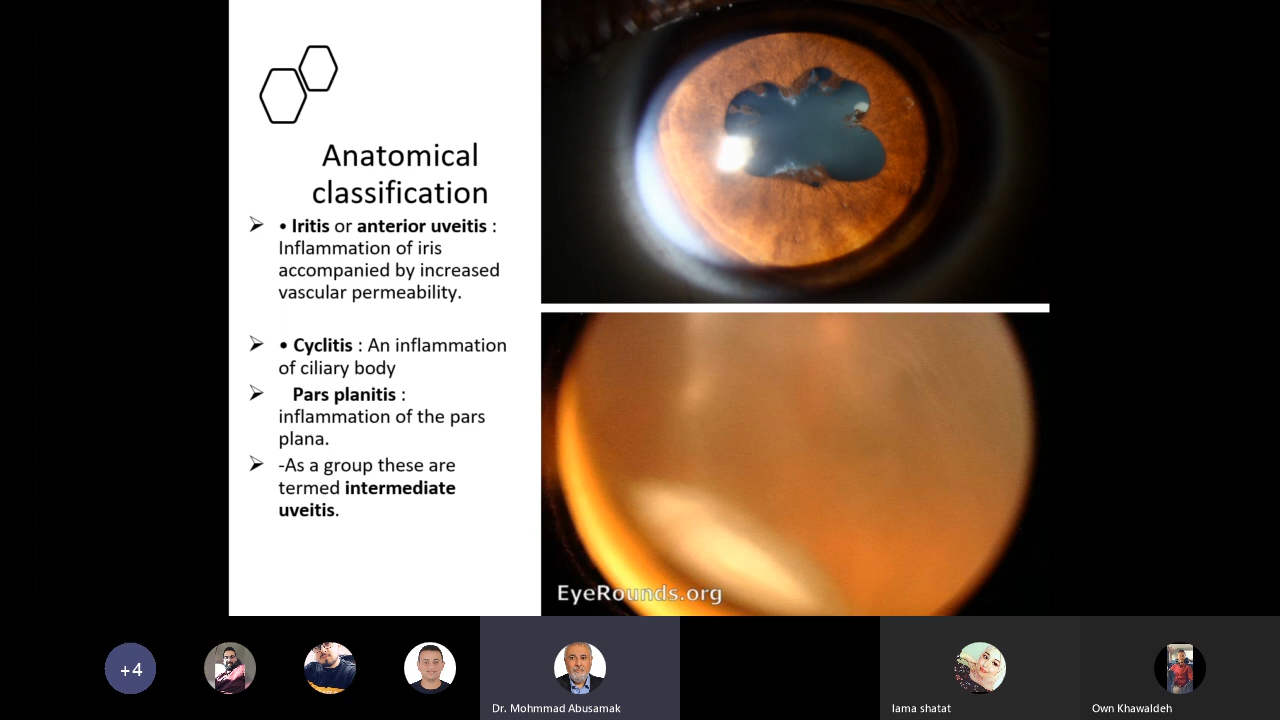 Anatomical
classification
➢ • Iritis or anterior uveitis :
Inflammation of iris
accompanied by increased
vascular permeability.
➢ • Cyclitis : An inflammation
of ciliary body
➢ Pars planitis :
inflammation of the pars
plana.
➢ -As a group these are
termed intermediate
uveitis.
EyeRounds.org
+4
Dr. Mohmmad Abusamak
lama shatat
Own Khawaldeh